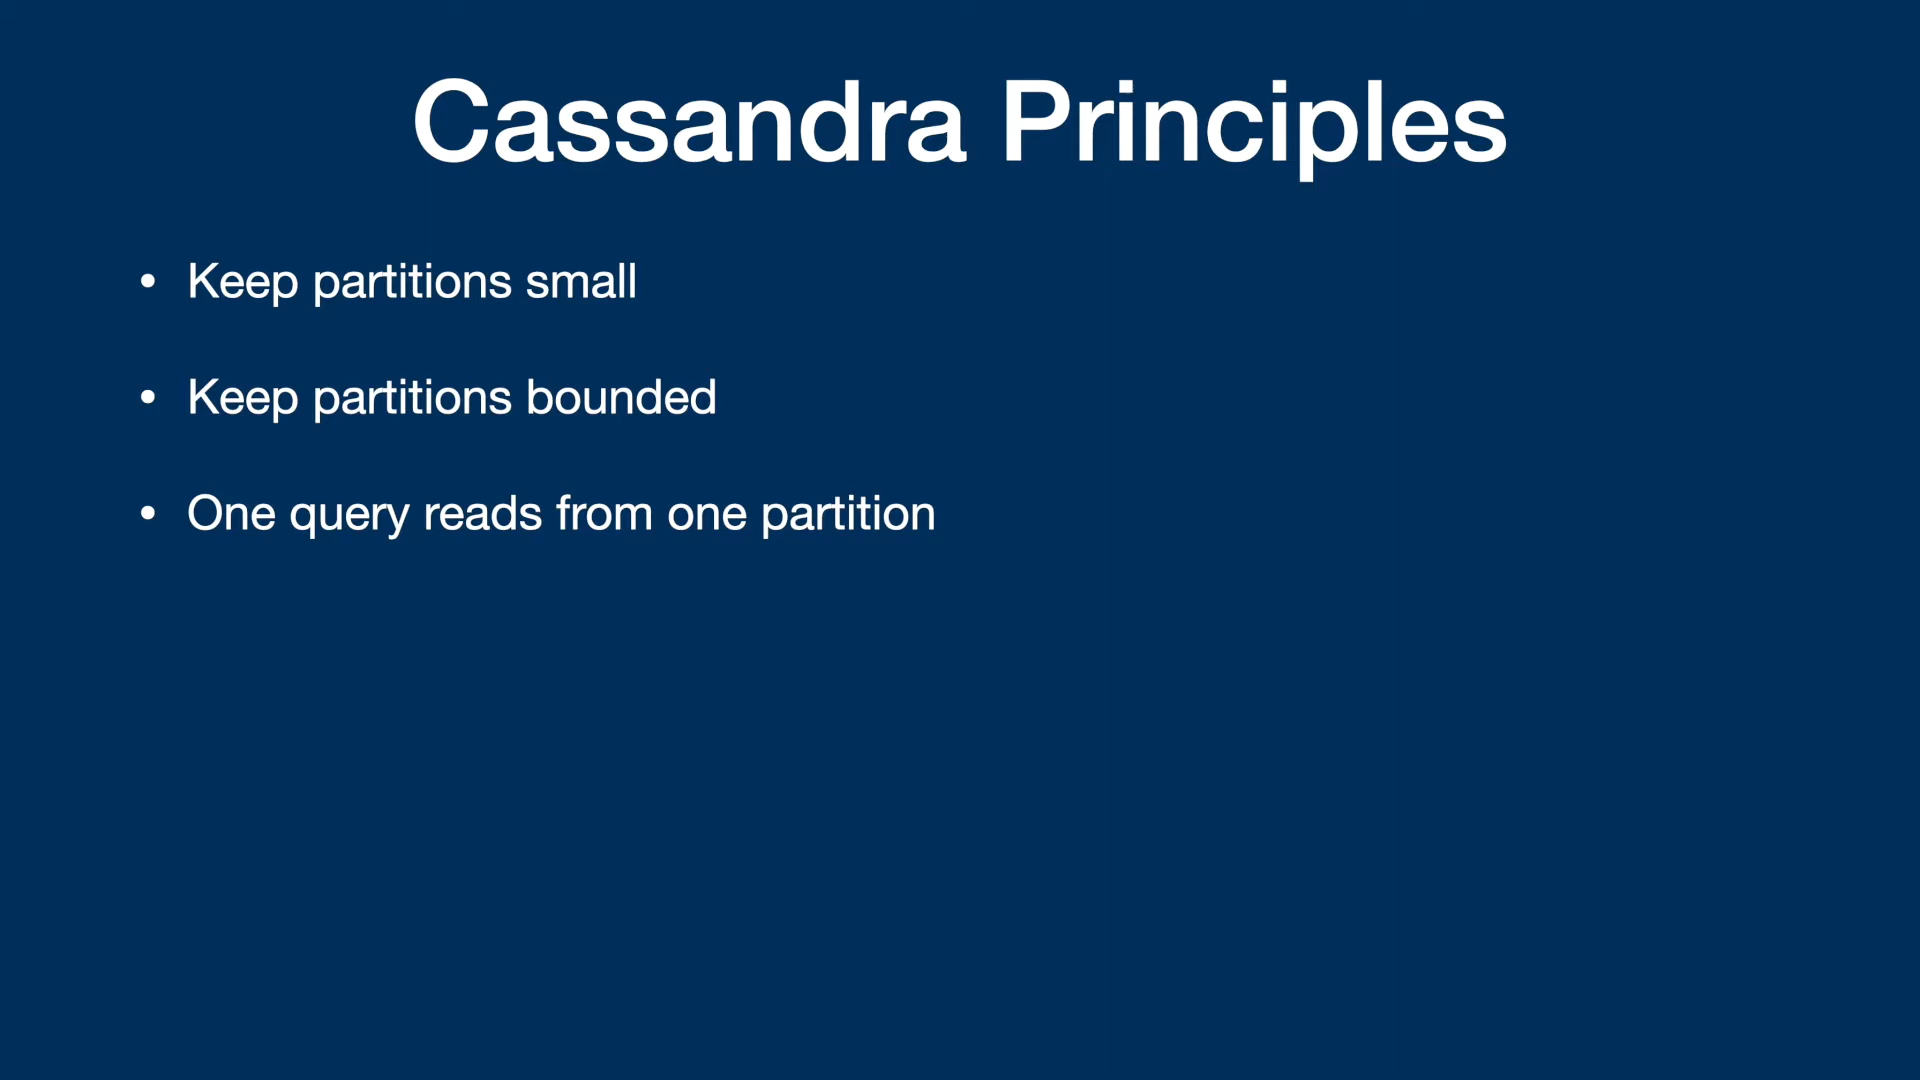 Cassandra Principles
• Keep partitions small
• Keep partitions bounded
• One query reads from one partition